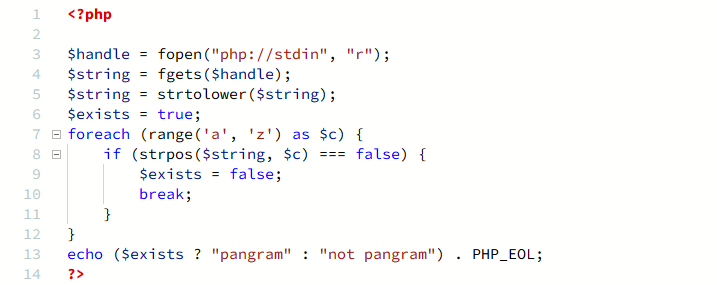 1 <?php
2
3 $handle = fopen("php://stdin", "r");
4 $string = fgets($handle);
5 $string = strtolower($string);
6 $exists = true;
7 foreach (range('a', 'z') as $c) {
8     if (strpos($string, $c) === false) {
9         $exists = false;
10         break;
11     }
12 }
13 echo ($exists ? "pangram" : "not pangram") . PHP_EOL;
14 ?>